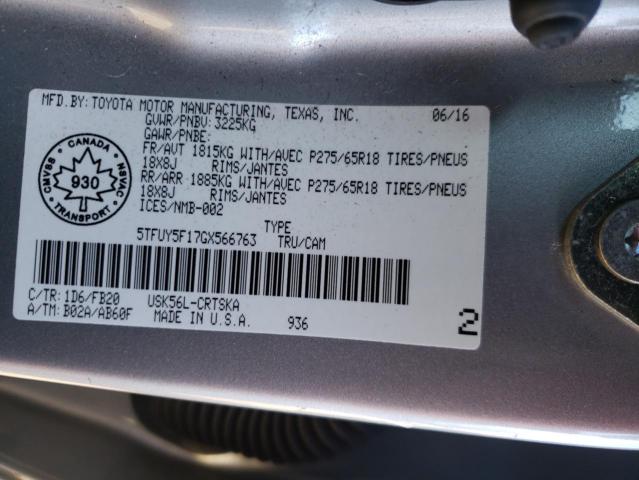 MFD.BY: TOYOTA MOTOR MANUFACTURING, TEXAS, INC. 06/16
GVWR/PNBV: 3225KG
GAWR/PNBE:
FR/AVT 1815KG WITH/AVEC P275/65R18 TIRES/PNEUS
18X8J RIMS/JANTES
RR/ARR 1885KG WITH/AVEC P275/65R18 TIRES/PNEUS
18X8J RIMS/JANTES
ICES/NMB-002
CANADA
CMVSS
930
NSVAC
TRANSPORT
TYPE
5TFUY5F17GX566763 TRU/CAM
C/TR: 1D6/FB20 USK56L-CRTSKA
A/TM: B02A/AB60F MADE IN U.S.A. 936
2